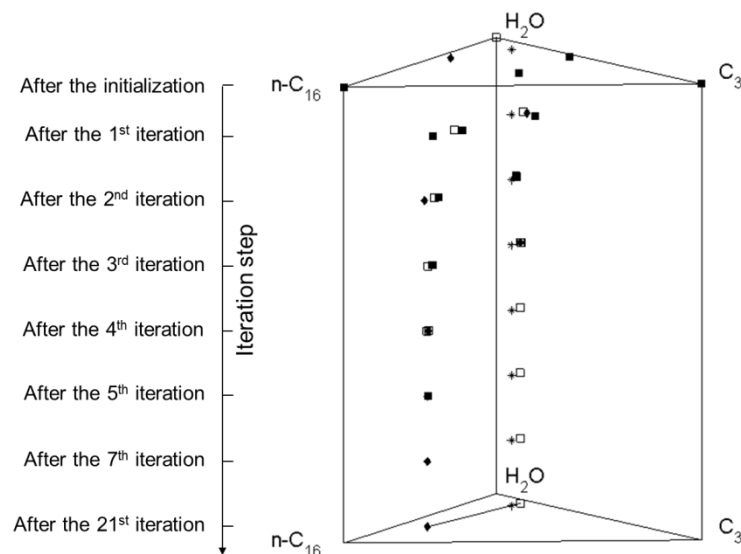 H₂O
After the initialization
n-C₁₆
C₃
After the 1ˢᵗ iteration
After the 2ⁿᵈ iteration
After the 3ʳᵈ iteration
Iteration step
After the 4ᵗʰ iteration
After the 5ᵗʰ iteration
After the 7ᵗʰ iteration
H₂O
After the 21ˢᵗ iteration
n-C₁₆
C₃